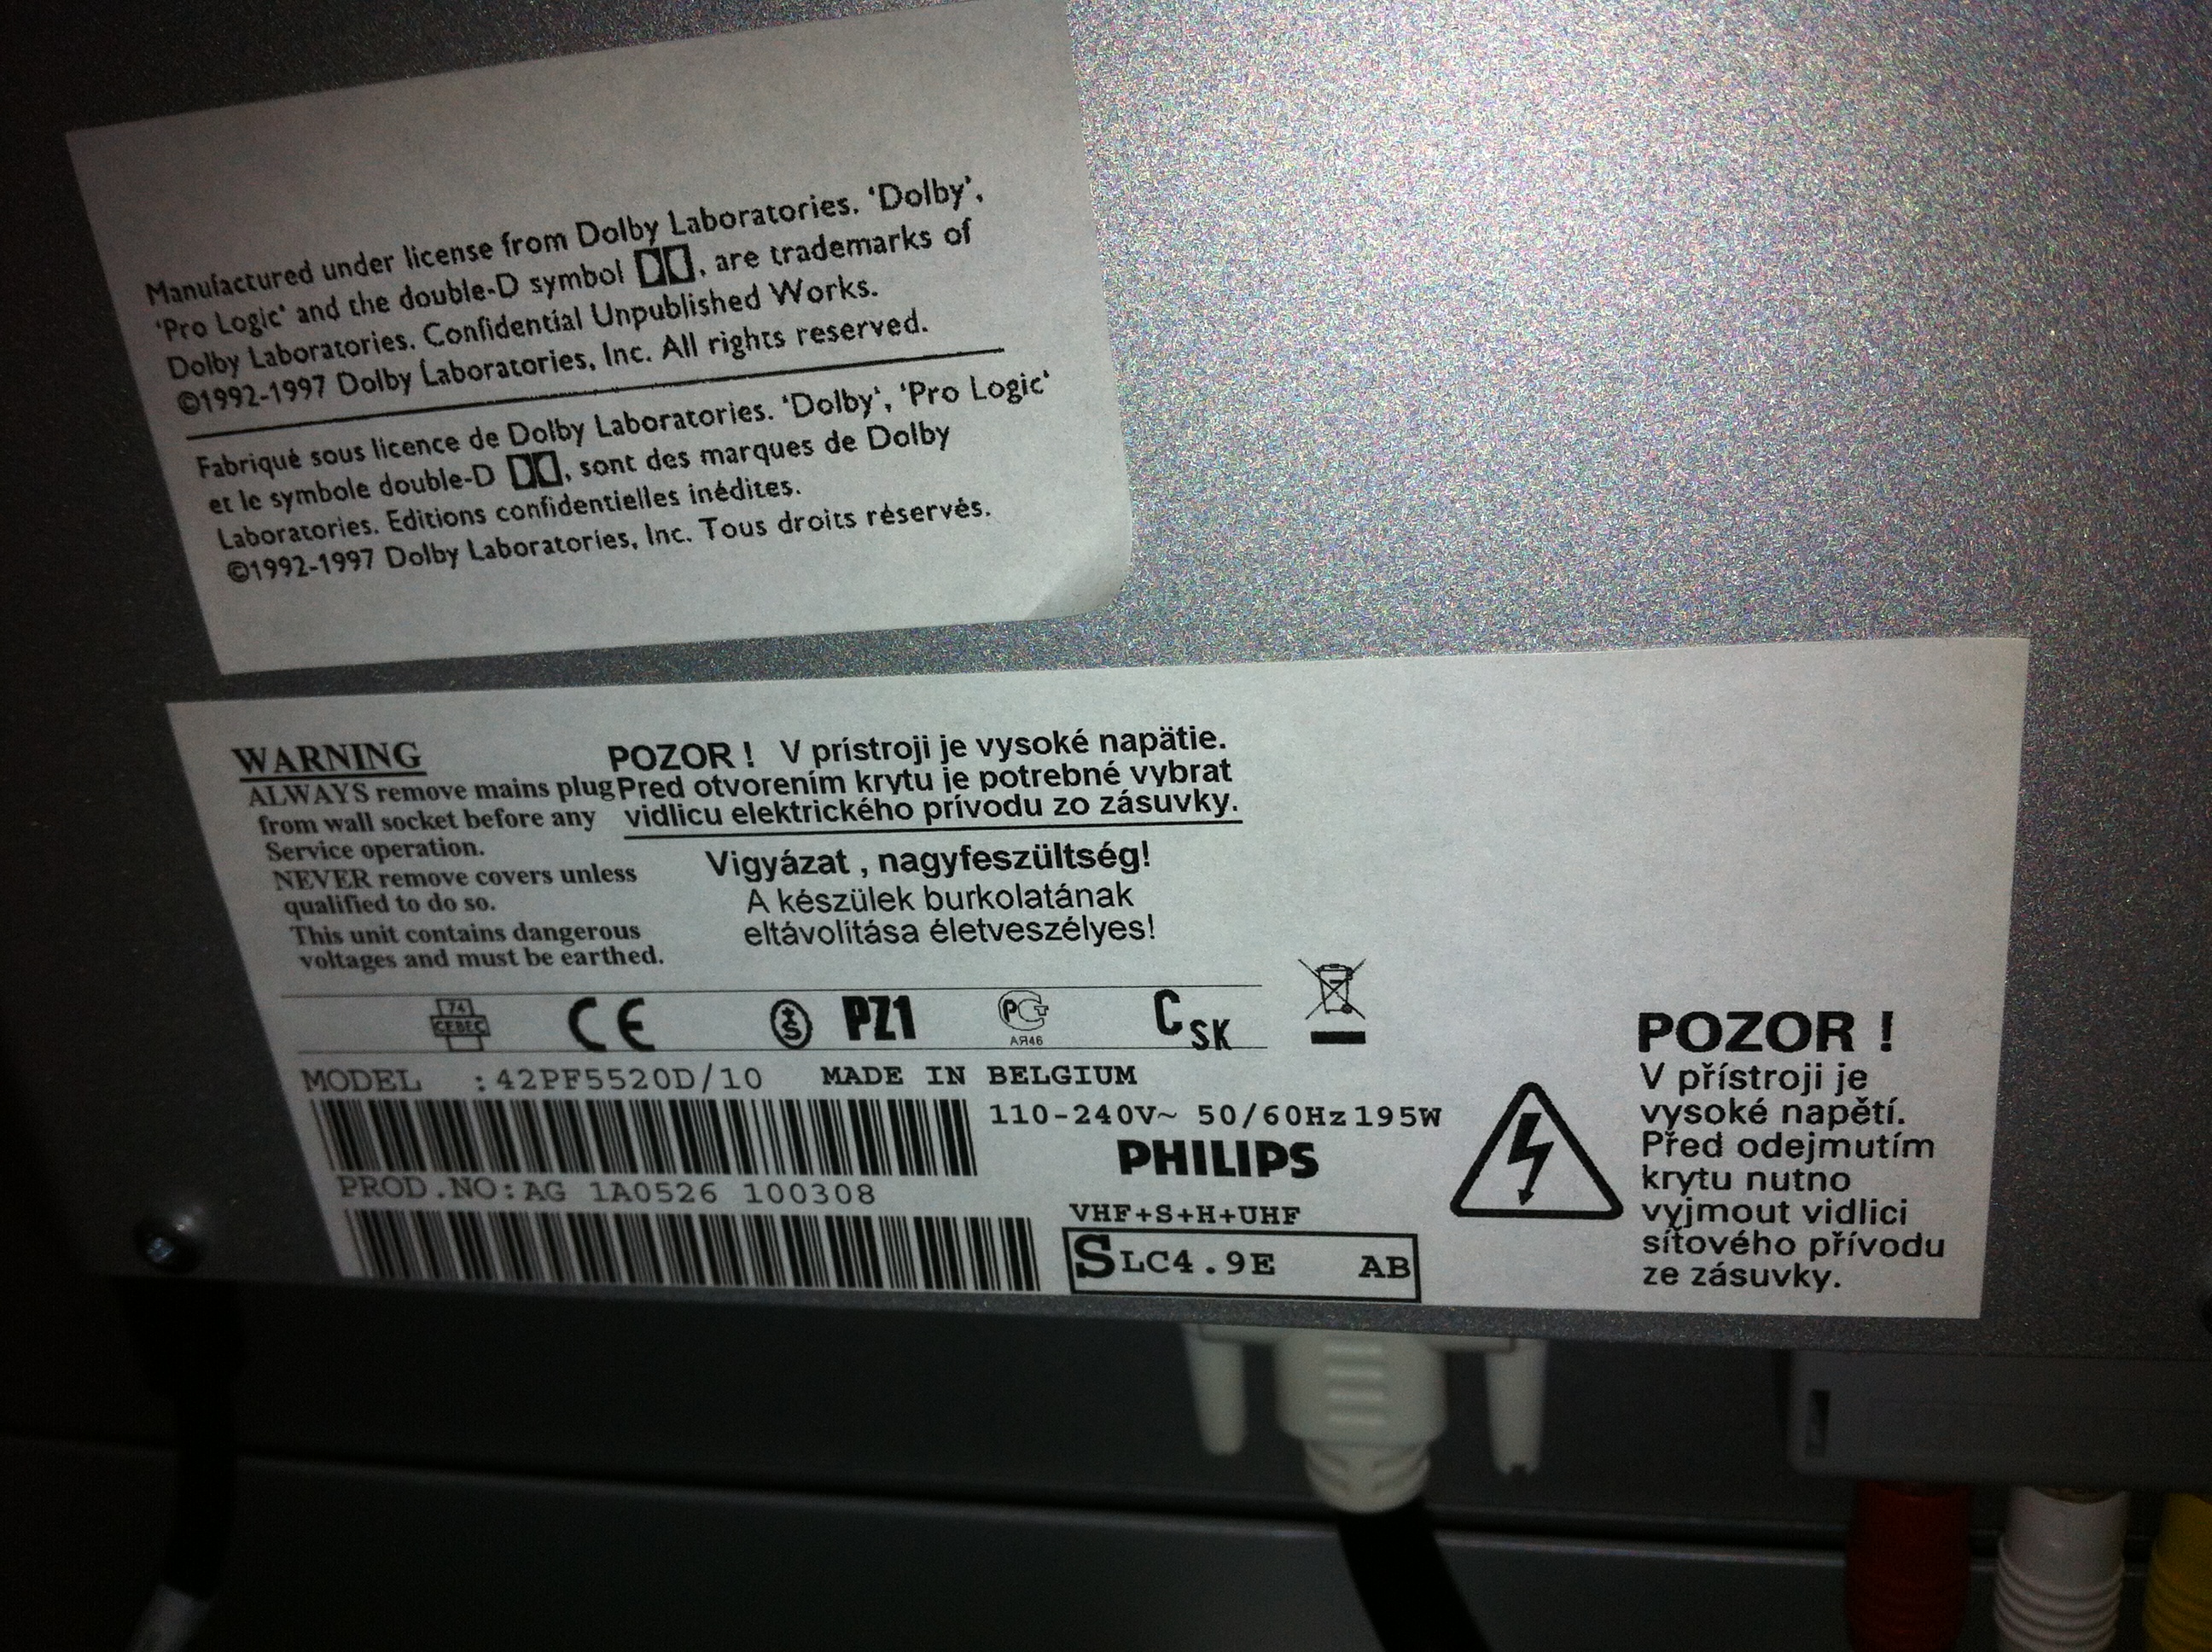 Manufactured under license from Dolby Laboratories. 'Dolby',
'Pro Logic' and the double-D symbol, are trademarks of
Dolby Laboratories. Confidential Unpublished Works.
©1992-1997 Dolby Laboratories, Inc. All rights reserved.
Fabriqué sous licence de Dolby Laboratories. 'Dolby', 'Pro Logic'
et le symbole double-D, sont des marques de Dolby
Laboratories. Editions confidentielles inédites.
©1992-1997 Dolby Laboratories, Inc. Tous droits réservés.
WARNING
ALWAYS remove mains plug
from wall socket before any
Service operation.
NEVER remove covers unless
qualified to do so.
This unit contains dangerous
voltages and must be earthed.
POZOR ! V prístroji je vysoké napätie.
Pred otvorením krytu je potrebné vybrat
vidlicu elektrického prívodu zo zásuvky.
Vigyázat , nagyfeszültség!
A készülek burkolatának
eltávolítása életveszélyes!
74
CEBEC
CE
S
PZ1
PCT
АЯ46
CSK
MODEL :42PF5520D/10 MADE IN BELGIUM
110-240V~ 50/60Hz 195W
PHILIPS
PROD.NO:AG 1A0526 100308
VHF+S+H+UHF
SLC4.9E AB
POZOR !
V přístroji je
vysoké napětí.
Před odejmutím
krytu nutno
vyjmout vidlici
síťového přívodu
ze zásuvky.